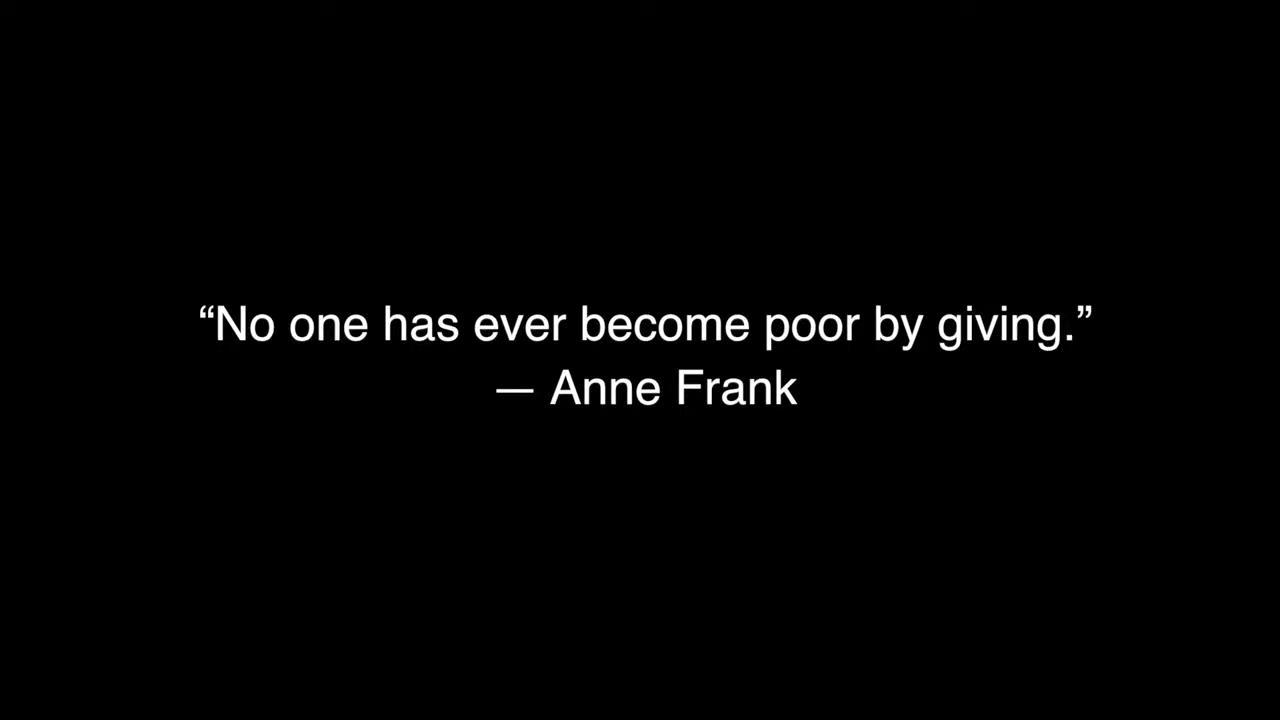 “No one has ever become poor by giving.”
— Anne Frank